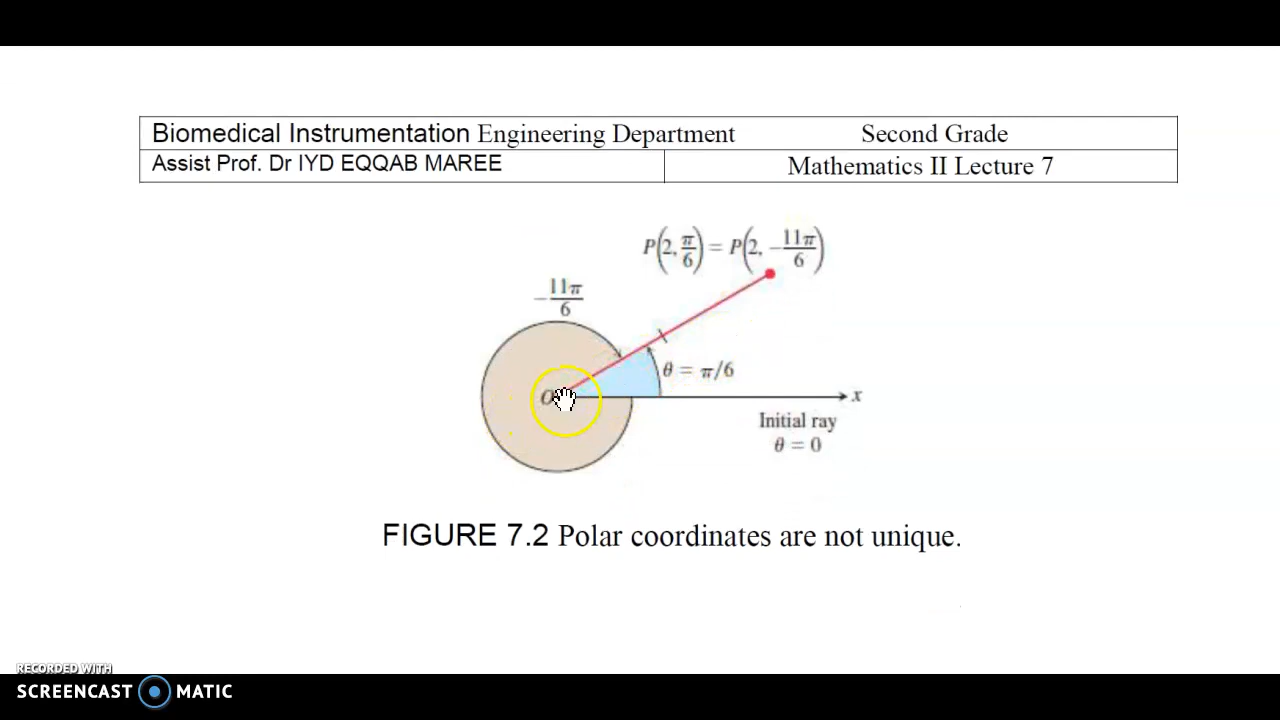 Biomedical Instrumentation Engineering Department Second Grade
Assist Prof. Dr IYD EQQAB MAREE Mathematics II Lecture 7
P(2, π/6) = P(2, -11π/6)
-11π/6
θ = π/6
O
x
Initial ray
θ = 0
FIGURE 7.2 Polar coordinates are not unique.
RECORDED WITH
SCREENCAST MATIC